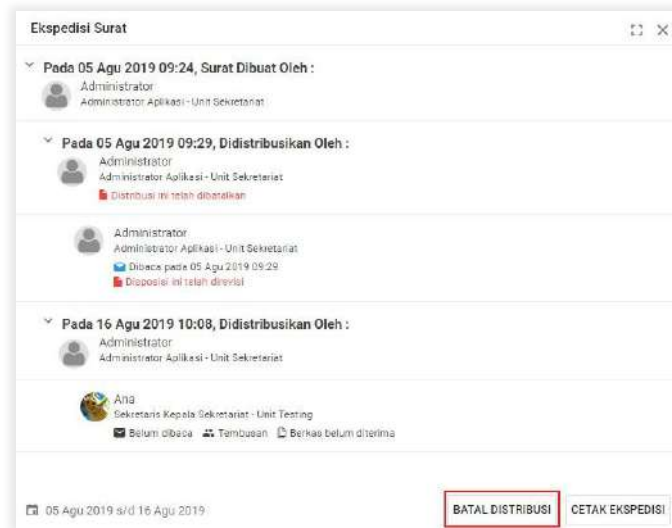 Ekspedisi Surat
Pada 05 Agu 2019 09:24, Surat Dibuat Oleh :
Administrator
Administrator Aplikasi - Unit Sekretariat
Pada 05 Agu 2019 09:29, Didistribusikan Oleh :
Administrator
Administrator Aplikasi - Unit Sekretariat
Distribusi ini telah dibatalkan
Administrator
Administrator Aplikasi - Unit Sekretariat
Dibaca pada 05 Agu 2019 09:29
Disposisi ini telah direvisi
Pada 16 Agu 2019 10:08, Didistribusikan Oleh :
Administrator
Administrator Aplikasi - Unit Sekretariat
Ana
Sekretaris Kepala Sekretariat - Unit Testing
Belum dibaca Tembusan Berkas belum diterima
05 Agu 2019 s/d 16 Agu 2019 BATAL DISTRIBUSI CETAK EKSPEDISI